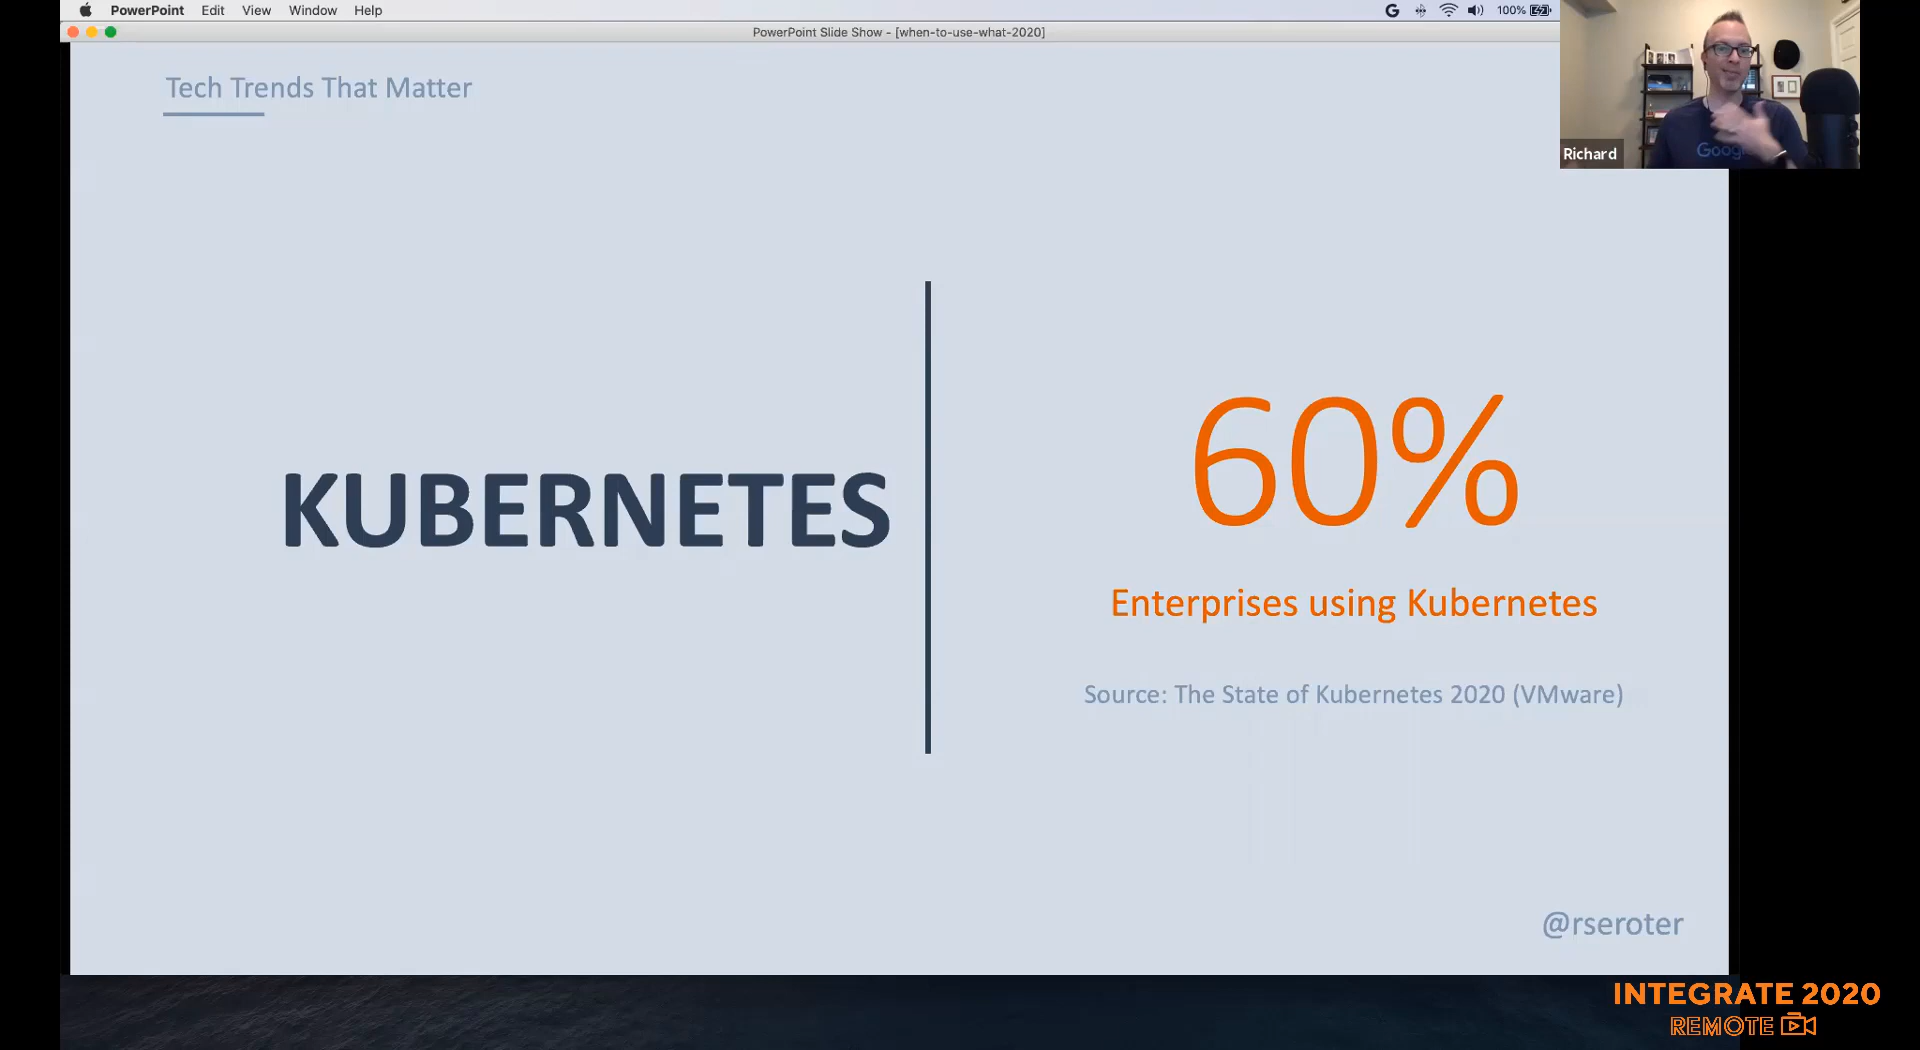 PowerPoint Edit View Window Help
G 100%
PowerPoint Slide Show - [when-to-use-what-2020]
Tech Trends That Matter
Google
Richard
KUBERNETES
60%
Enterprises using Kubernetes
Source: The State of Kubernetes 2020 (VMware)
@rseroter
INTEGRATE 2020
REMOTE